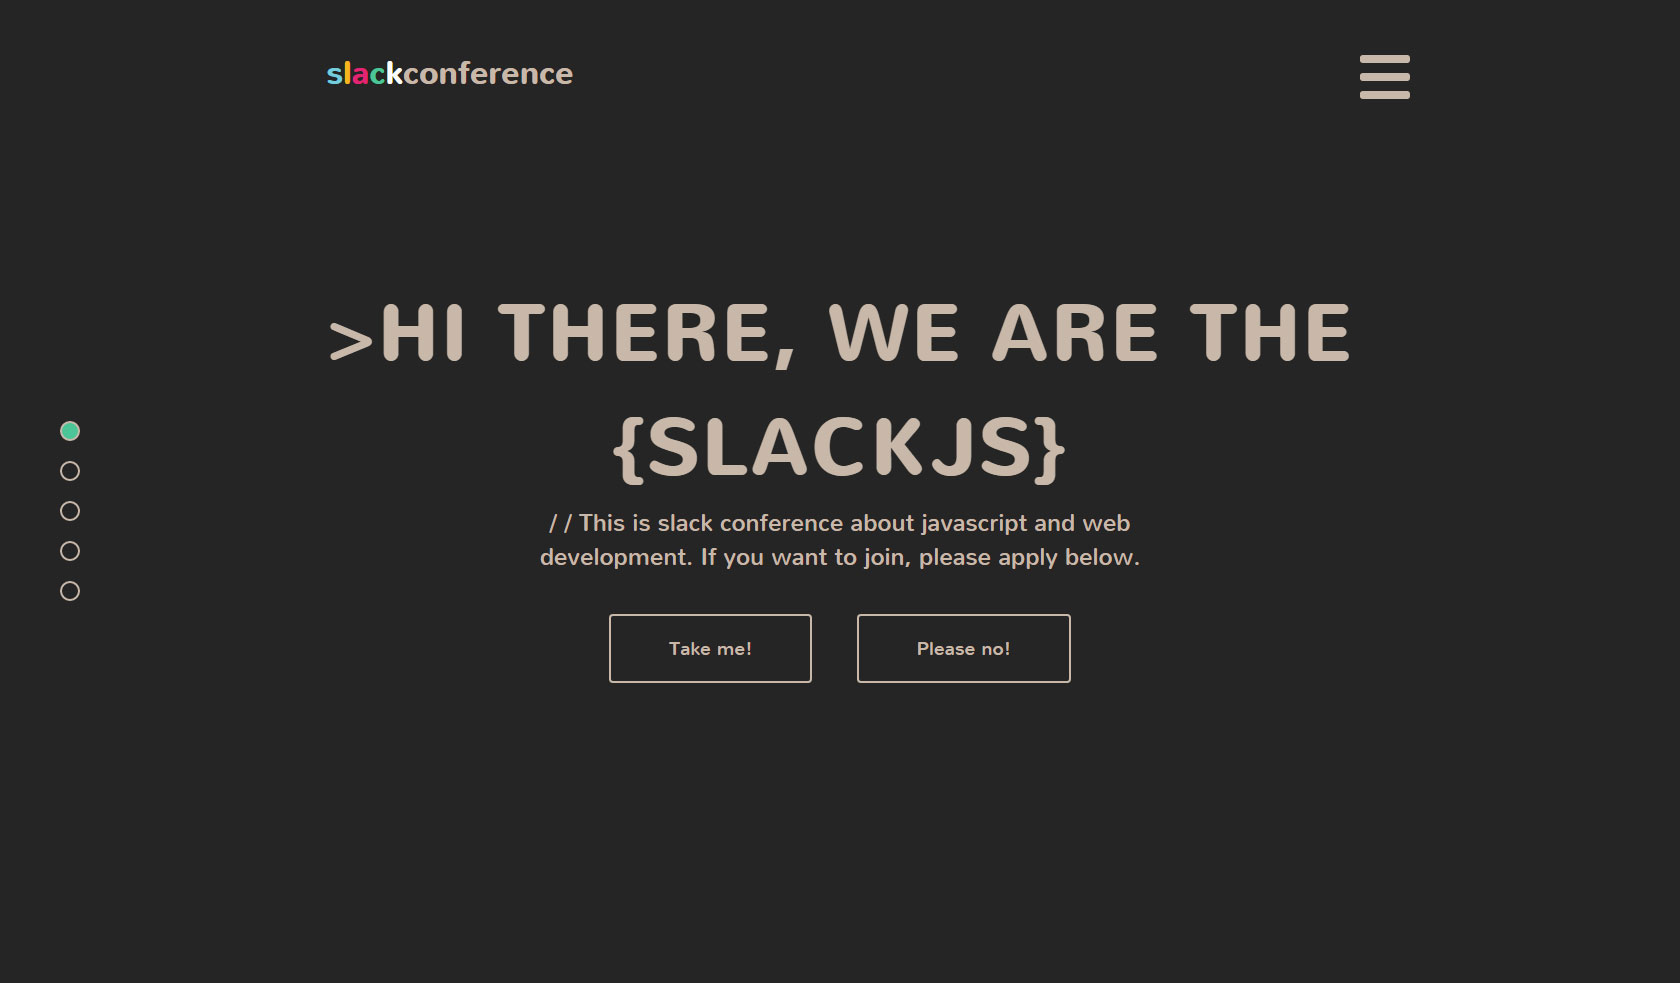 slackconference
>HI THERE, WE ARE THE
{SLACKJS}
// This is slack conference about javascript and web
development. If you want to join, please apply below.
Take me!
Please no!